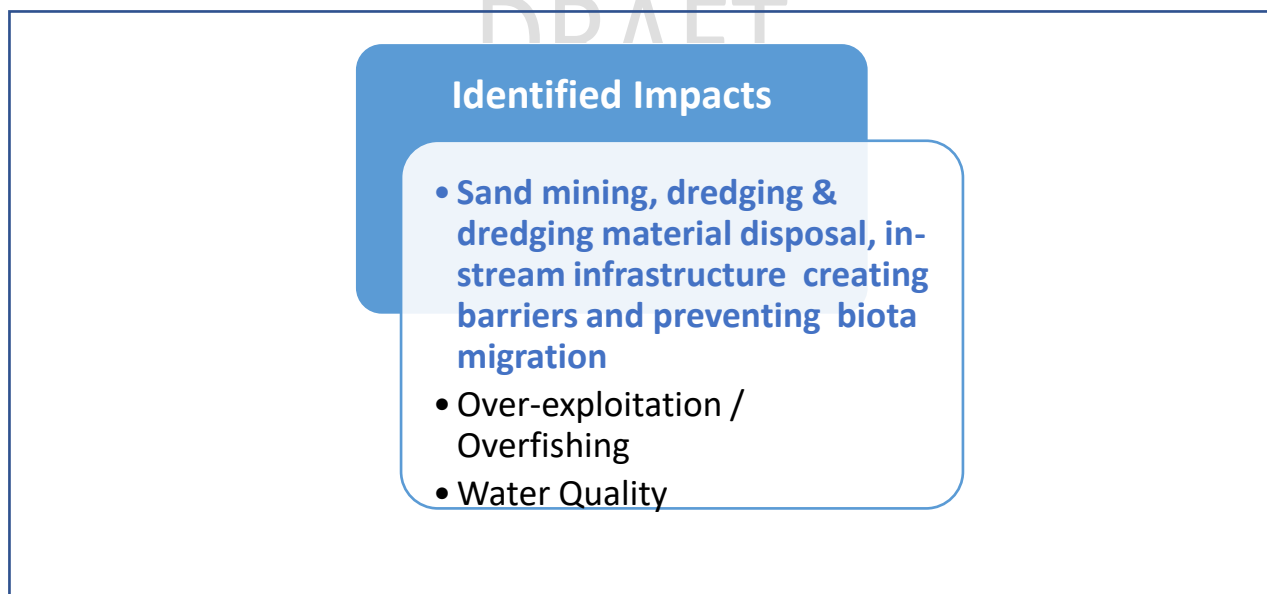 DRAFT
Identified Impacts
• Sand mining, dredging &
dredging material disposal, in-
stream infrastructure creating
barriers and preventing biota
migration
• Over-exploitation /
Overfishing
• Water Quality